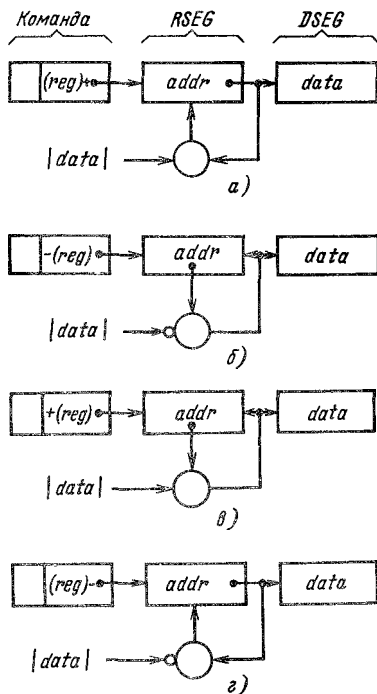 Команда RSEG DSEG
(reg)+ addr data
|data|
а)
-(reg) addr data
|data|
б)
+(reg) addr data
|data|
в)
(reg)- addr data
|data|
г)